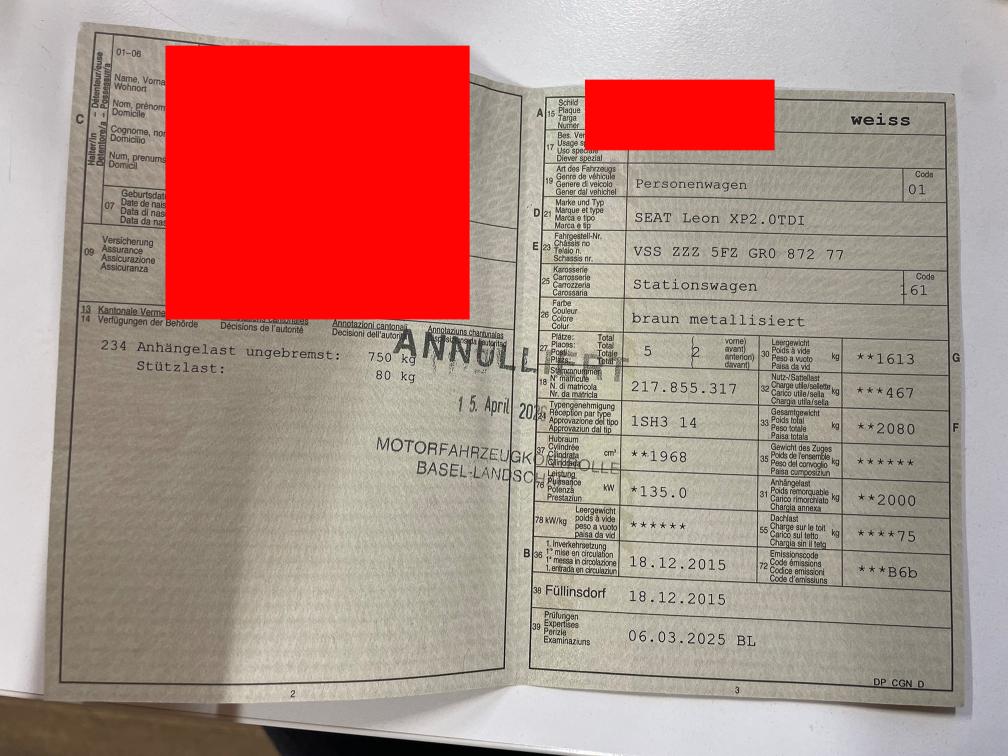 01–06
C
Halter/in – Détenteur/euse
Detentore/a – Possessur/a
Name, Vorna
Wohnort
Nom, prénom
Domicile
Cognome, nor
Domicilio
Num, prenums
Domicil
07
Geburtsdat
Date de nais
Data di nas
Data da nas
09
Versicherung
Assurance
Assicurazione
Assicuranza
13 Kantonale Verme
14 Verfügungen der Behörde
Décisions de l'autorité
Annotazioni cantonali
Decisioni dell'autorità
Annotaziuns chantunalas
234 Anhängelast ungebremst: 750 kg
Stützlast: 80 kg
ANNULLIERT
15. April
MOTORFAHRZEUGKONTROLLE
BASEL-LANDSCHAFT
2
A 15
Schild
Plaque
Targa
Numer
weiss
17
Bes. Ver
Usage s
Uso speciale
Diever spezial
19
Art des Fahrzeugs
Genre de véhicule
Genere di veicolo
Gener dal vehichel
Personenwagen
Code
01
D 21
Marke und Typ
Marque et type
Marca e tipo
Marca e tip
SEAT Leon XP2.0TDI
E 23
Fahrgestell-Nr.
Châssis no
Telaio n.
Schassis nr.
VSS ZZZ 5FZ GR0 872 77
25
Karosserie
Carrosserie
Carrozzeria
Carossaria
Stationswagen
Code
161
26
Farbe
Couleur
Colore
Colur
braun metallisiert
27
Plätze: Total
Places: Total
Posti: Totale
Plazs: Total
5
2
vorne)
avant)
anteriori)
davant)
30
Leergewicht
Poids à vide
Peso a vuoto
Paisa da vid
kg
**1613
G
18
Stammnummer
N° matricule
N. di matricola
Nr. da matricla
217.855.317
32
Nutz-/Sattellast
Charge utile/sellette
Carico utile/sella
Chargia utila/sella
kg
***467
24
Typengenehmigung
Réception par type
Approvazione del tipo
Approvaziun dal tip
1SH3 14
33
Gesamtgewicht
Poids total
Peso totale
Paisa totala
kg
**2080
F
37
Hubraum
Cylindrée
Cilindrata
cm³
**1968
35
Gewicht des Zuges
Poids de l'ensemble
Peso del convoglio
Paisa cumposiziun
kg
******
76
Leistung
Puissance
Potenza
Prestaziun
kW
*135.0
31
Anhängelast
Poids remorquable
Carico rimorchiato
Chargia annexa
kg
**2000
78 kW/kg
Leergewicht
poids à vide
peso a vuoto
paisa da vid
******
55
Dachlast
Charge sur le toit
Carico sul tetto
Chargia sin il tetg
kg
****75
B 36
1. Inverkehrsetzung
1re mise en circulation
1a messa in circolazione
1. entrada en circulaziun
18.12.2015
72
Emissionscode
Code émissions
Codice emissioni
Code d'emissiuns
***B6b
38 Füllinsdorf
18.12.2015
39
Prüfungen
Expertises
Perizie
Examinaziuns
06.03.2025 BL
DP CGN D
3